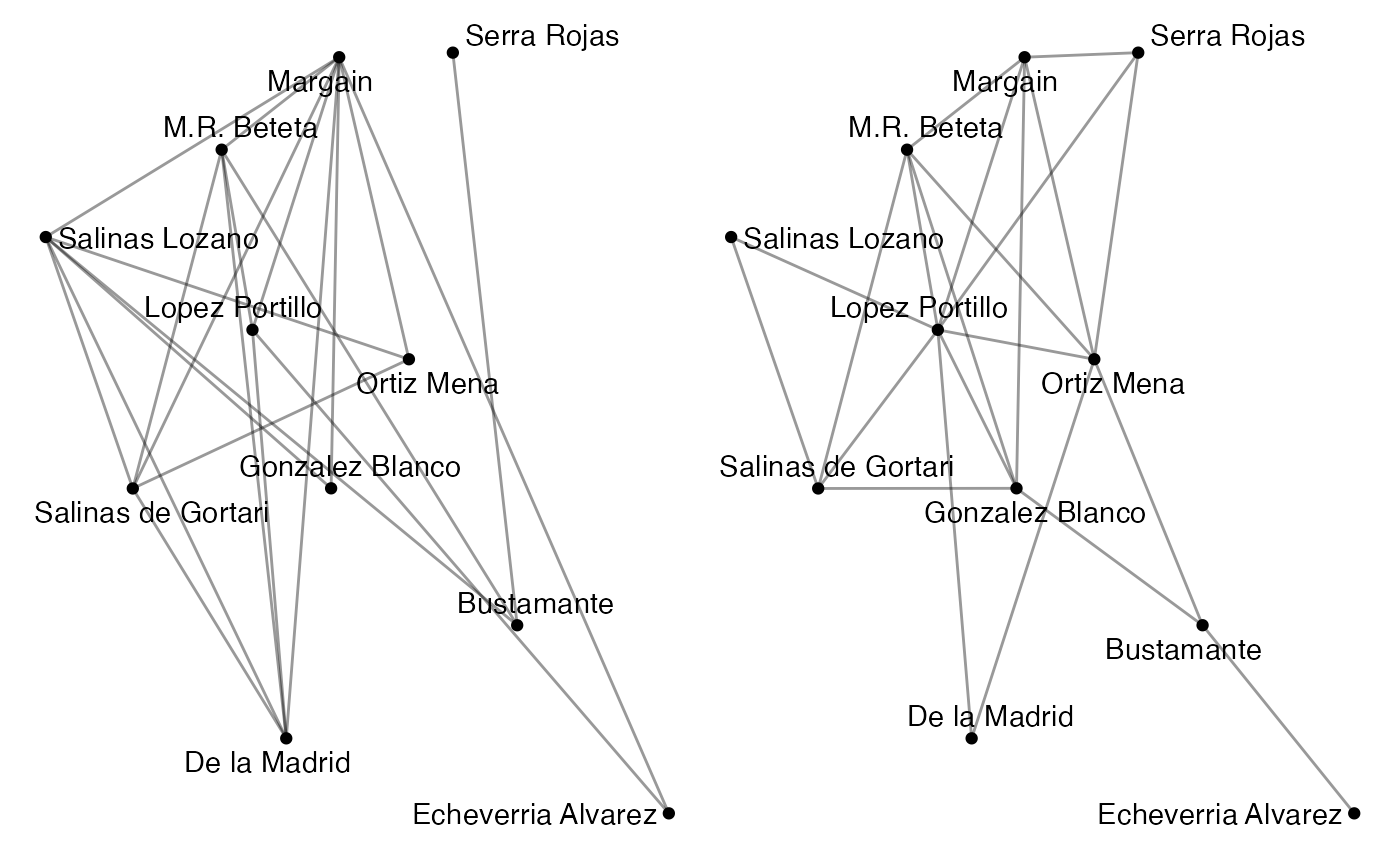 Serra Rojas
Margain
M.R. Beteta
Salinas Lozano
Lopez Portillo
Ortiz Mena
Gonzalez Blanco
Salinas de Gortari
Bustamante
De la Madrid
Echeverria Alvarez
Serra Rojas
Margain
M.R. Beteta
Salinas Lozano
Lopez Portillo
Ortiz Mena
Salinas de Gortari
Gonzalez Blanco
Bustamante
De la Madrid
Echeverria Alvarez